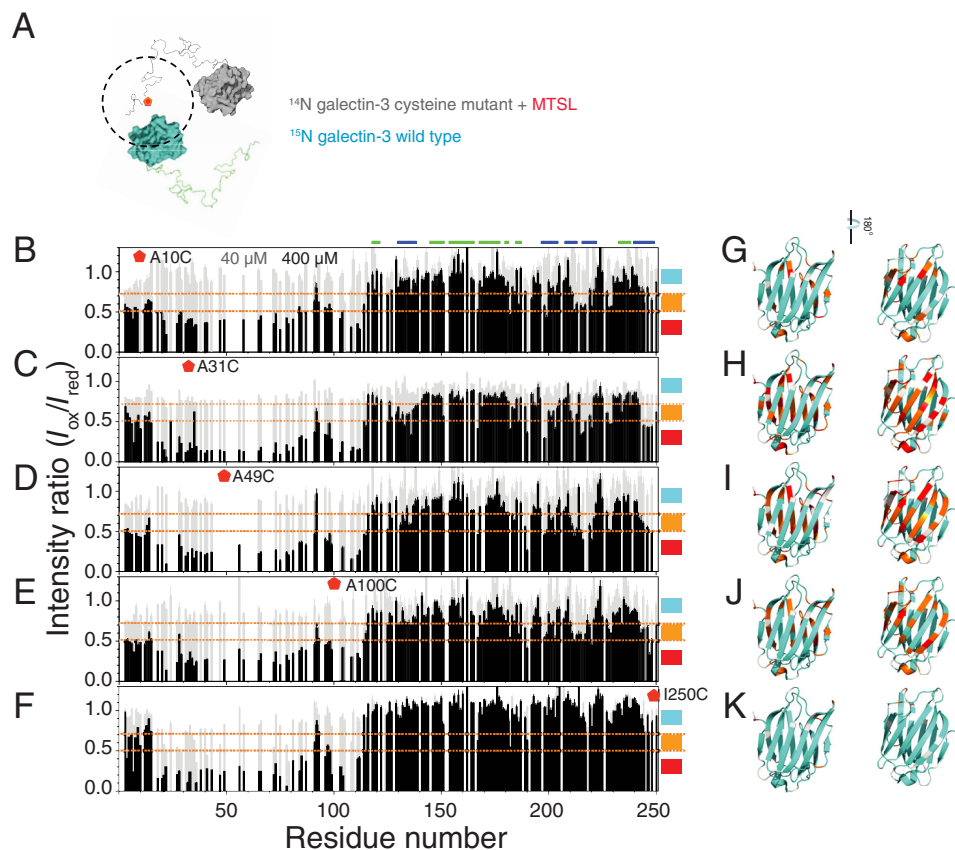 A
¹⁴N galectin-3 cysteine mutant + MTSL
¹⁵N galectin-3 wild type
180°
B
A10C
40 µM
400 µM
1.0
0.5
0.0
G
C
A31C
1.0
0.5
0.0
H
D
A49C
1.0
0.5
0.0
I
E
A100C
1.0
0.5
0.0
J
F
I250C
1.0
0.5
0.0
K
Intensity ratio (Iox/Ired)
50
100
150
200
250
Residue number